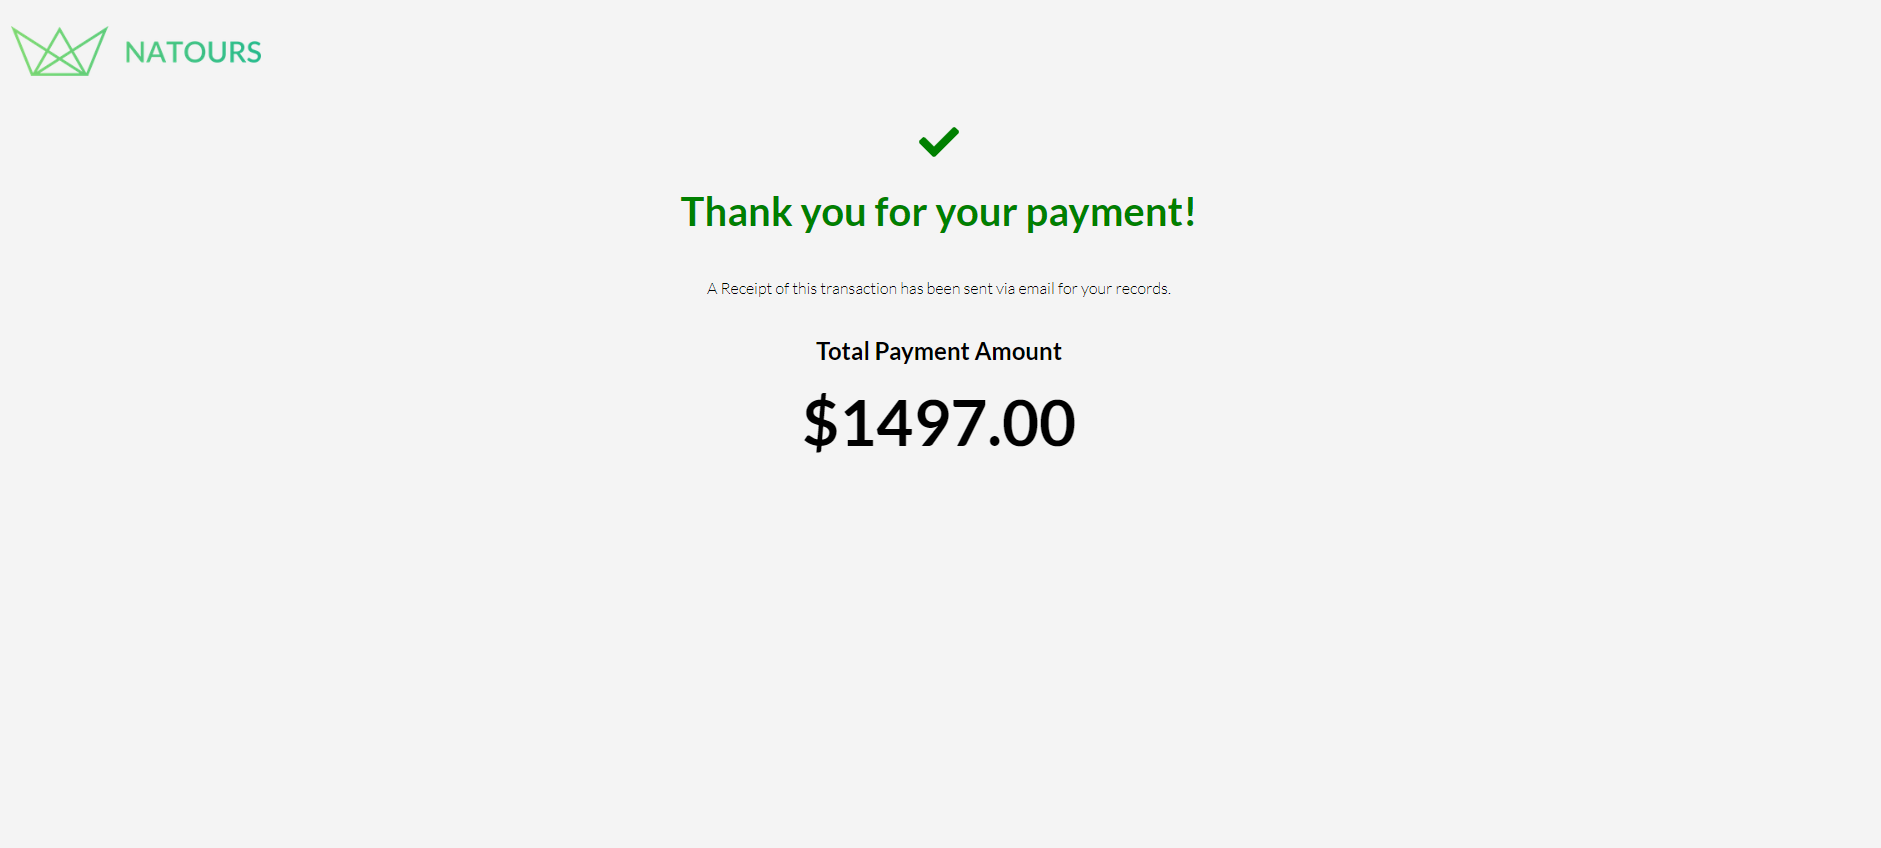 NATOURS
Thank you for your payment!
A Receipt of this transaction has been sent via email for your records.
Total Payment Amount
$1497.00